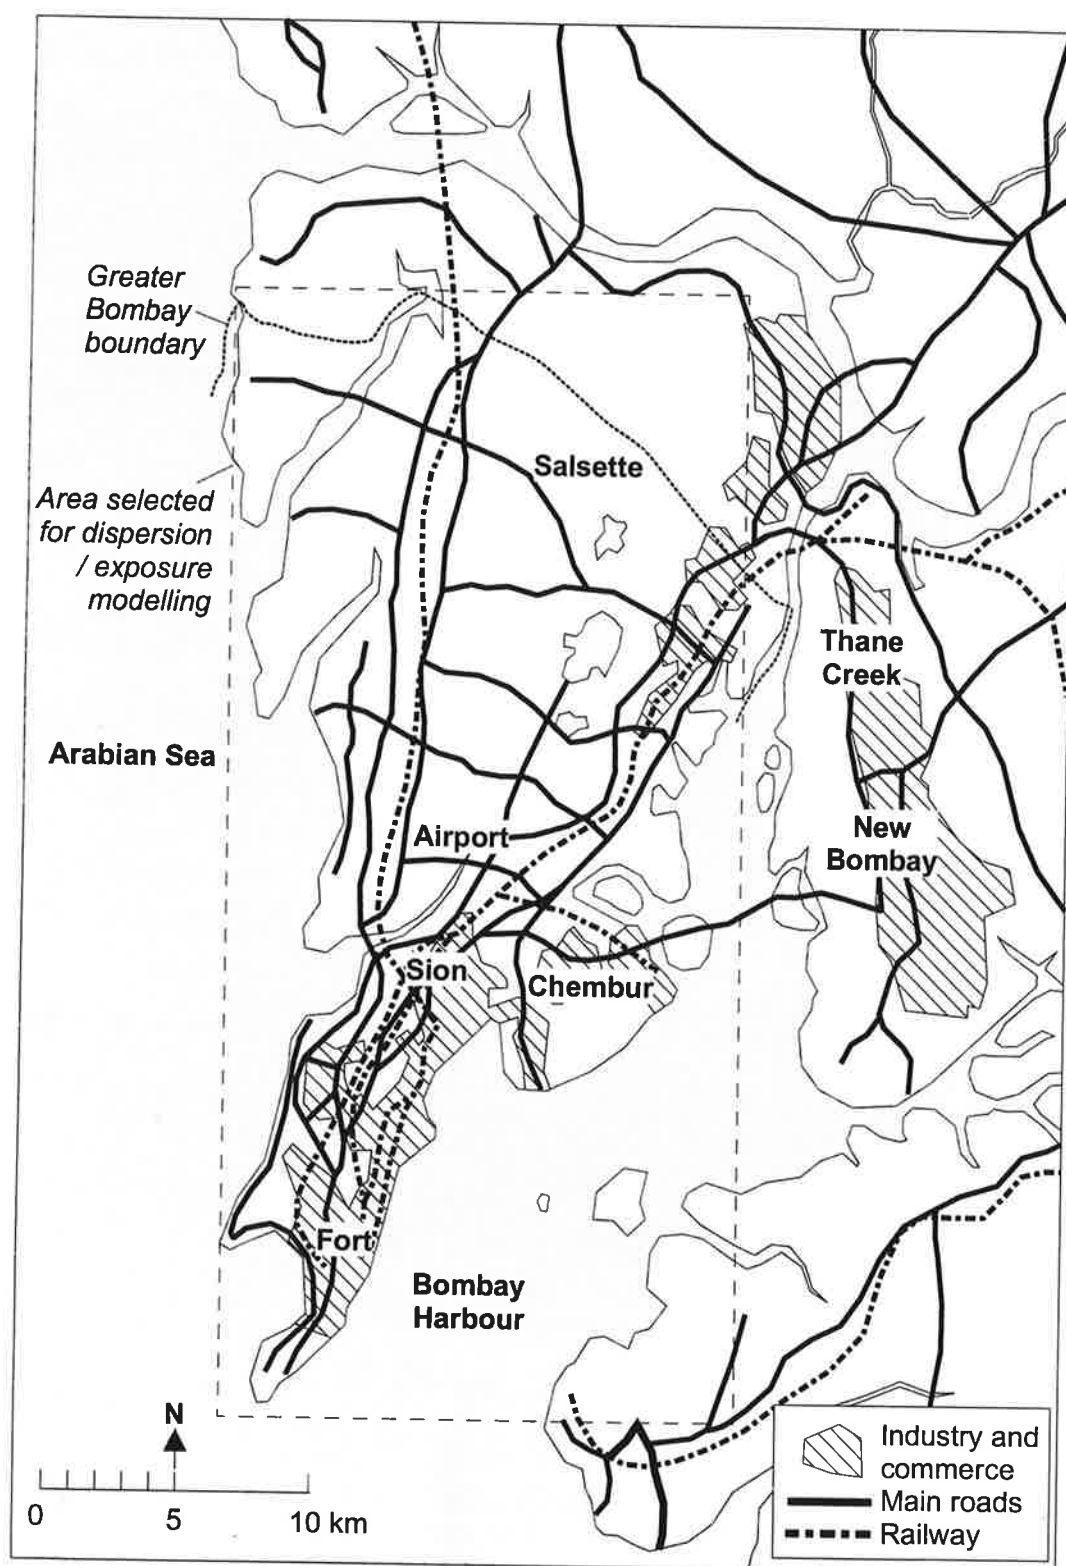 Greater
Bombay
boundary
Salsette
Area selected
for dispersion
/ exposure
modelling
Thane
Creek
Arabian Sea
Airport
New
Bombay
Sion
Chembur
Fort
Bombay
Harbour
N
0
5
10 km
Industry and
commerce
Main roads
Railway